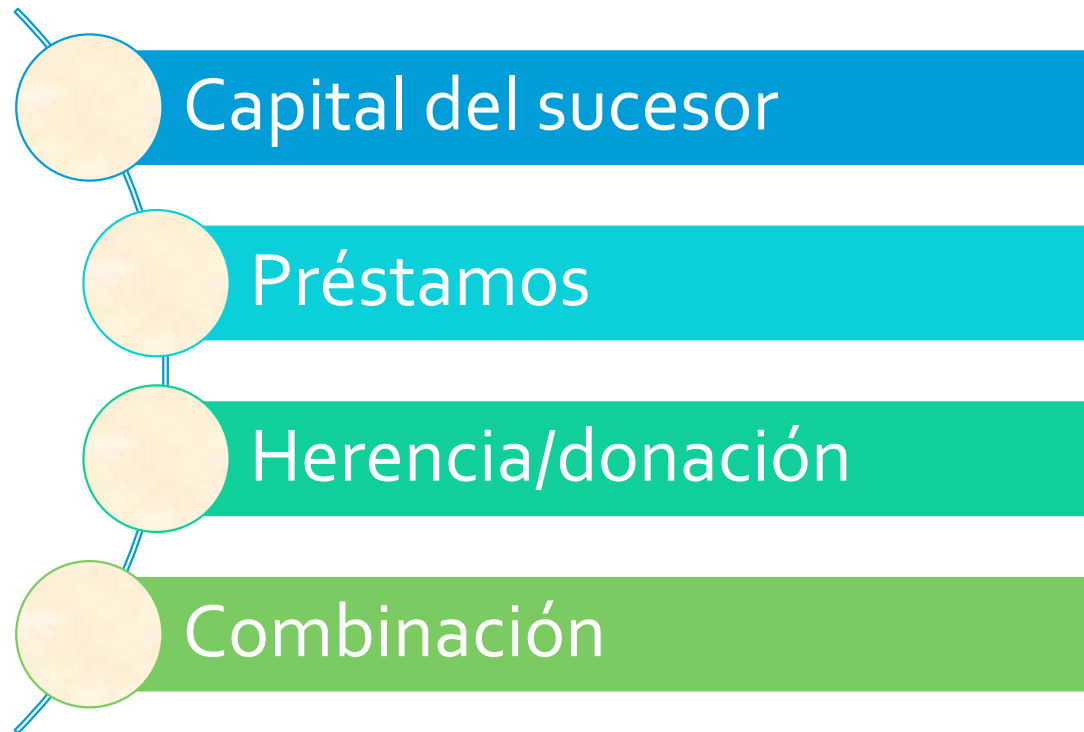 Capital del sucesor
Préstamos
Herencia/donación
Combinación